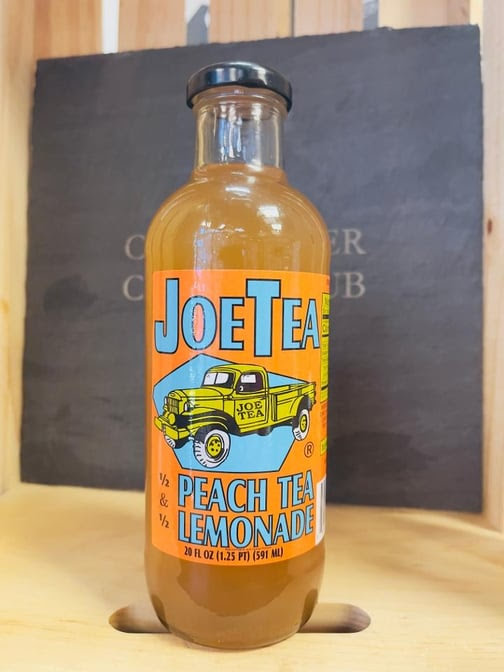 JOE TEA
JOE
TEA
®
1/2
&
1/2
PEACH TEA
LEMONADE
20 FL OZ (1.25 PT) (591 ML)